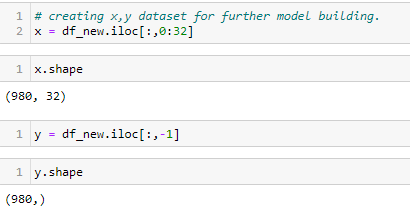 1 # creating x,y dataset for further model building.
2 x = df_new.iloc[:,0:32]
1 x.shape
(980, 32)
1 y = df_new.iloc[:,-1]
1 y.shape
(980,)